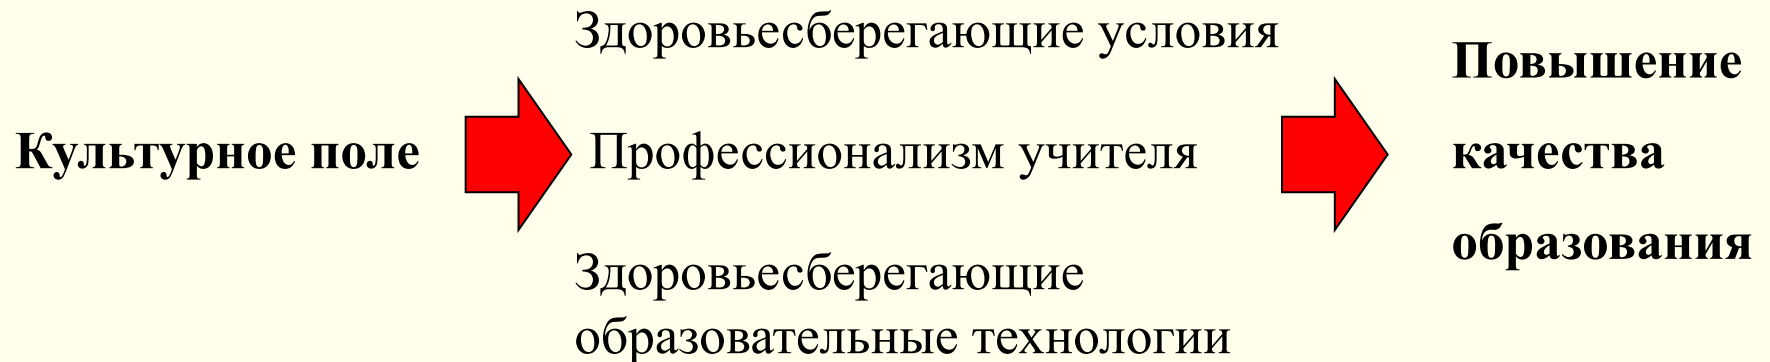 Культурное поле
Здоровьесберегающие условия
Профессионализм учителя
Здоровьесберегающие
образовательные технологии
Повышение
качества
образования